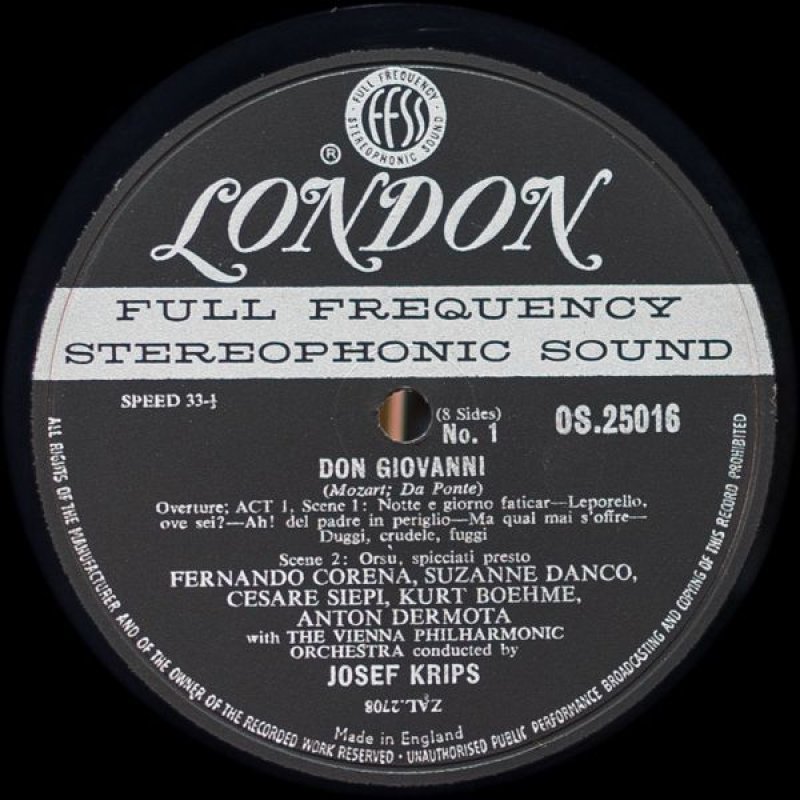 FULL FREQUENCY
FFSS
STEREOPHONIC SOUND
®
LONDON
FULL FREQUENCY
STEREOPHONIC SOUND
SPEED 33-⅓
(8 Sides)
No. 1
OS.25016
DON GIOVANNI
(Mozart; Da Ponte)
Overture; ACT 1, Scene 1: Notte e giorno faticar—Leporello,
ove sei?—Ah! del padre in periglio—Ma qual mai s'offre—
Duggi, crudele, fuggi
Scene 2: Orsù, spicciati presto
FERNANDO CORENA, SUZANNE DANCO,
CESARE SIEPI, KURT BOEHME,
ANTON DERMOTA
with THE VIENNA PHILHARMONIC
ORCHESTRA conducted by
JOSEF KRIPS
ZAL.2708
Made in England
ALL RIGHTS OF THE MANUFACTURER AND OF THE OWNER OF THE RECORDED WORK RESERVED · UNAUTHORISED PUBLIC PERFORMANCE BROADCASTING AND COPYING OF THIS RECORD PROHIBITED